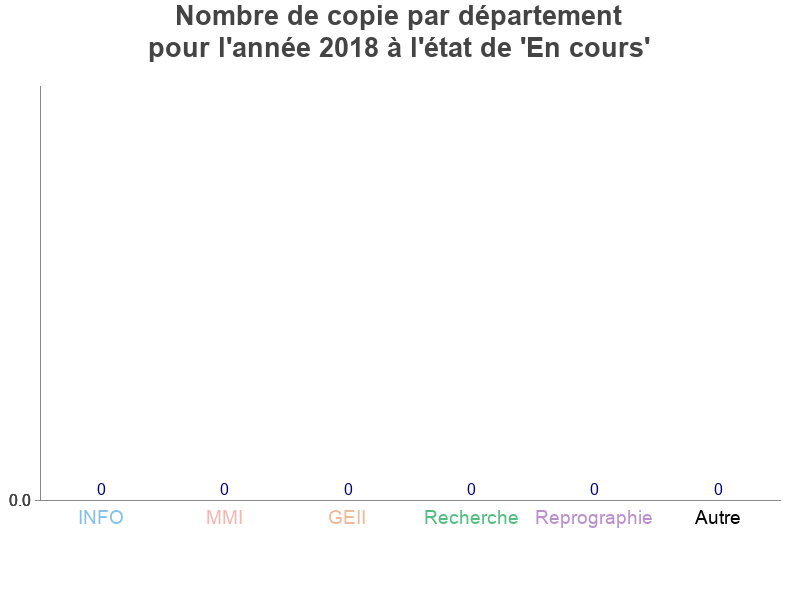 Nombre de copie par département
pour l'année 2018 à l'état de 'En cours'
0 0 0 0 0 0
0.0
INFO MMI GEII Recherche Reprographie Autre